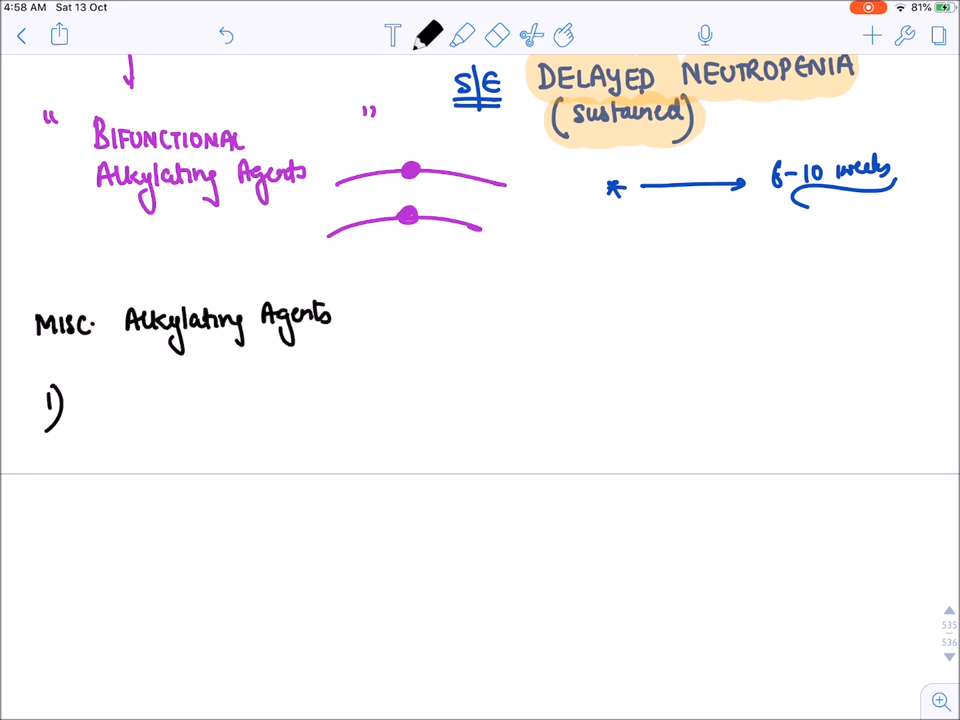 4:58 AM Sat 13 Oct
81%
T
S/E DELAYED NEUTROPENIA
(sustained)
" BIFUNCTIONAL "
Alkylating Agents
* → 6-10 weeks
MISC. Alkylating Agents
1)
535
536